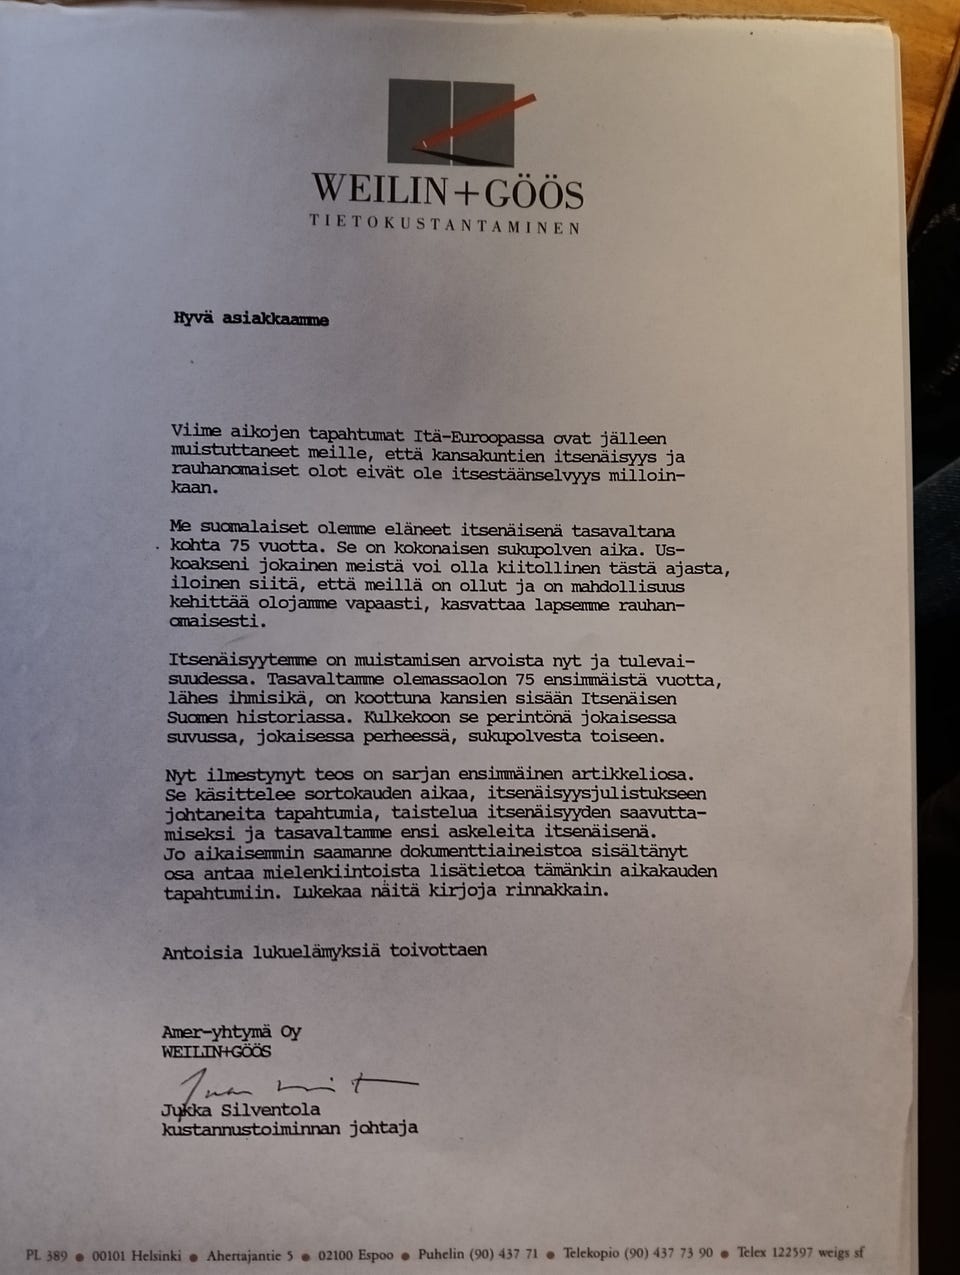 WEILIN+GÖÖS
TIETOKUSTANTAMINEN
Hyvä asiakkaamme
Viime aikojen tapahtumat Itä-Euroopassa ovat jälleen
muistuttaneet meille, että kansakuntien itsenäisyys ja
rauhanomaiset olot eivät ole itsestäänselvyys milloin-
kaan.
Me suomalaiset olemme eläneet itsenäisenä tasavaltana
kohta 75 vuotta. Se on kokonaisen sukupolven aika. Us-
koakseni jokainen meistä voi olla kiitollinen tästä ajasta,
iloinen siitä, että meillä on ollut ja on mahdollisuus
kehittää olojamme vapaasti, kasvattaa lapsemme rauhan-
omaisesti.
Itsenäisyytemme on muistamisen arvoista nyt ja tulevai-
suudessa. Tasavaltamme olemassaolon 75 ensimmäistä vuotta,
lähes ihmisikä, on koottuna kansien sisään Itsenäisen
Suomen historiassa. Kulkekoon se perintönä jokaisessa
suvussa, jokaisessa perheessä, sukupolvesta toiseen.
Nyt ilmestynyt teos on sarjan ensimmäinen artikkeliosa.
Se käsittelee sortokauden aikaa, itsenäisyysjulistukseen
johtaneita tapahtumia, taistelua itsenäisyyden saavutta-
miseksi ja tasavaltamme ensi askeleita itsenäisenä.
Jo aikaisemmin saamanne dokumenttiaineistoa sisältänyt
osa antaa mielenkiintoista lisätietoa tämänkin aikakauden
tapahtumiin. Lukekaa näitä kirjoja rinnakkain.
Antoisia lukuelämyksiä toivottaen
Amer-yhtymä Oy
WEILIN+GÖÖS
Jukka Silventola
kustannustoiminnan johtaja
PL 389 ● 00101 Helsinki ● Ahertajantie 5 ● 02100 Espoo ● Puhelin (90) 437 71 ● Telekopio (90) 437 73 90 ● Telex 122597 weigs sf